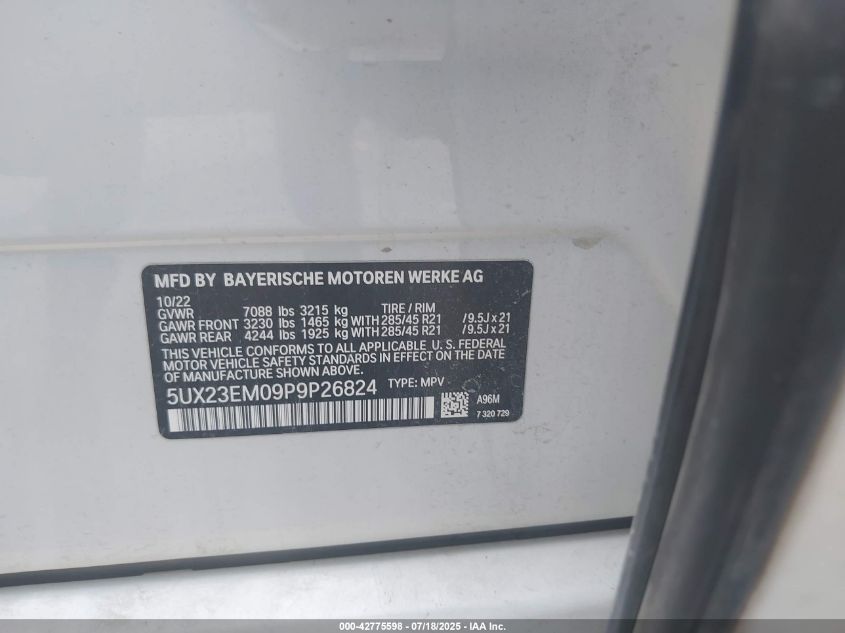 MFD BY BAYERISCHE MOTOREN WERKE AG
10/22
GVWR 7088 lbs 3215 kg TIRE / RIM
GAWR FRONT 3230 lbs 1465 kg WITH 285/45 R21 /9.5J x 21
GAWR REAR 4244 lbs 1925 kg WITH 285/45 R21 /9.5J x 21
THIS VEHICLE CONFORMS TO ALL APPLICABLE U.S. FEDERAL
MOTOR VEHICLE SAFETY STANDARDS IN EFFECT ON THE DATE
OF MANUFACTURE SHOWN ABOVE.
5UX23EM09P9P26824 TYPE: MPV
A96M
7 320 729
000-42775598 - 07/18/2025 - IAA Inc.